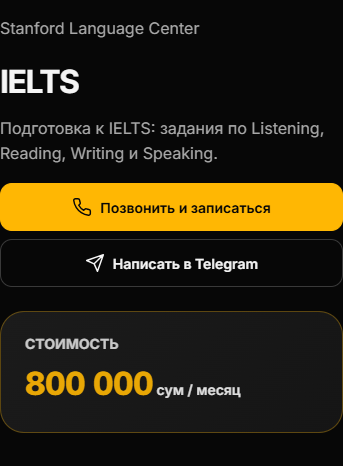 Stanford Language Center
IELTS
Подготовка к IELTS: задания по Listening,
Reading, Writing и Speaking.
Позвонить и записаться
Написать в Telegram
СТОИМОСТЬ
800 000 сум / месяц